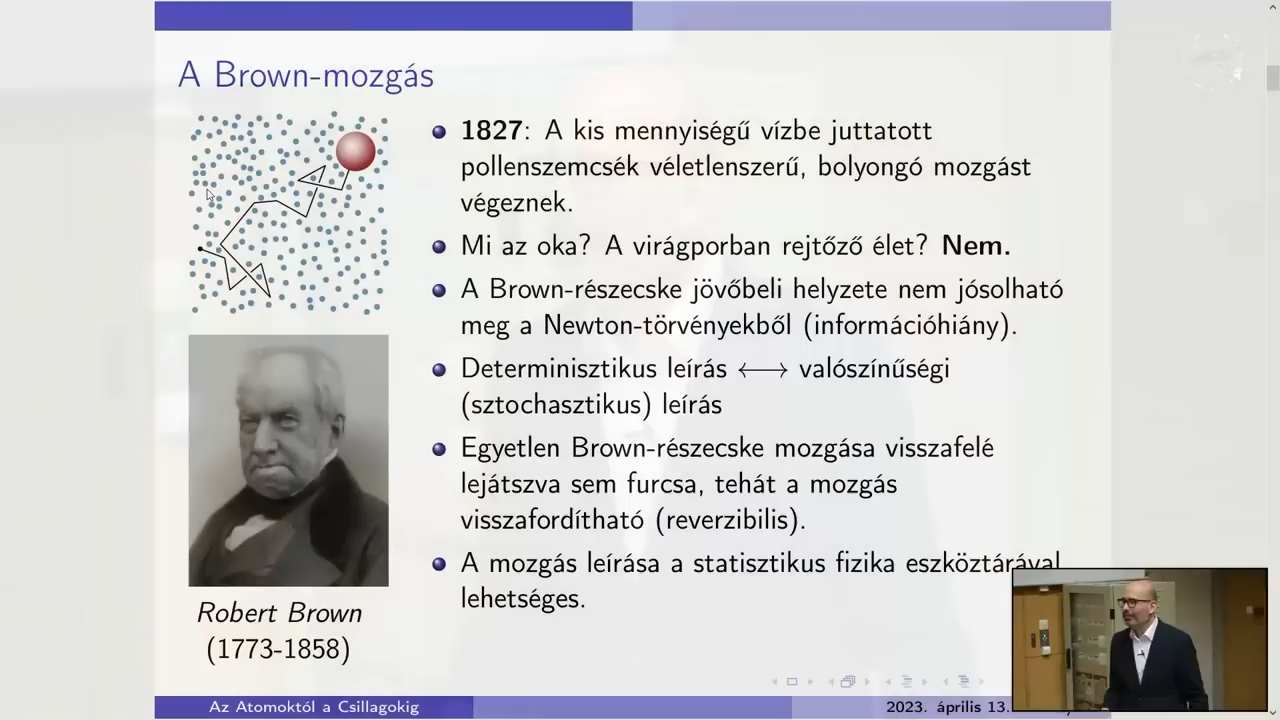 A Brown-mozgás
1827: A kis mennyiségű vízbe juttatott
pollenszemcsék véletlenszerű, bolyongó mozgást
végeznek.
Mi az oka? A virágporban rejtőző élet? Nem.
A Brown-részecske jövőbeli helyzete nem jósolható
meg a Newton-törvényekből (információhiány).
Determinisztikus leírás ⟷ valószínűségi
(sztochasztikus) leírás
Egyetlen Brown-részecske mozgása visszafelé
lejátszva sem furcsa, tehát a mozgás
visszafordítható (reverzibilis).
A mozgás leírása a statisztikus fizika eszköztárával
lehetséges.
Robert Brown
(1773-1858)
Az Atomoktól a Csillagokig
2023. április 13.